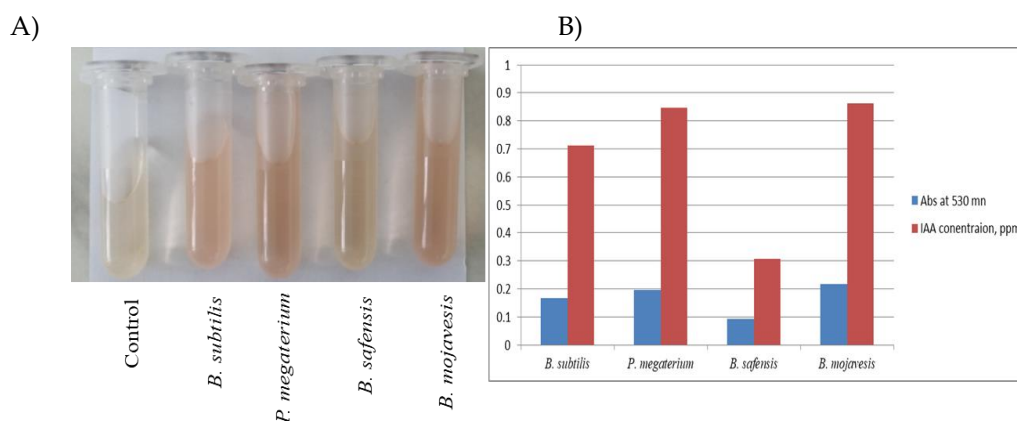 A)
B)
Control
B. subtilis
P. megaterium
B. safensis
B. mojavesis
1
0.9
0.8
0.7
0.6
0.5
0.4
0.3
0.2
0.1
0
B. subtilis
P. megaterium
B. safensis
B. mojavesis
Abs at 530 mn
IAA conentraion, ppm